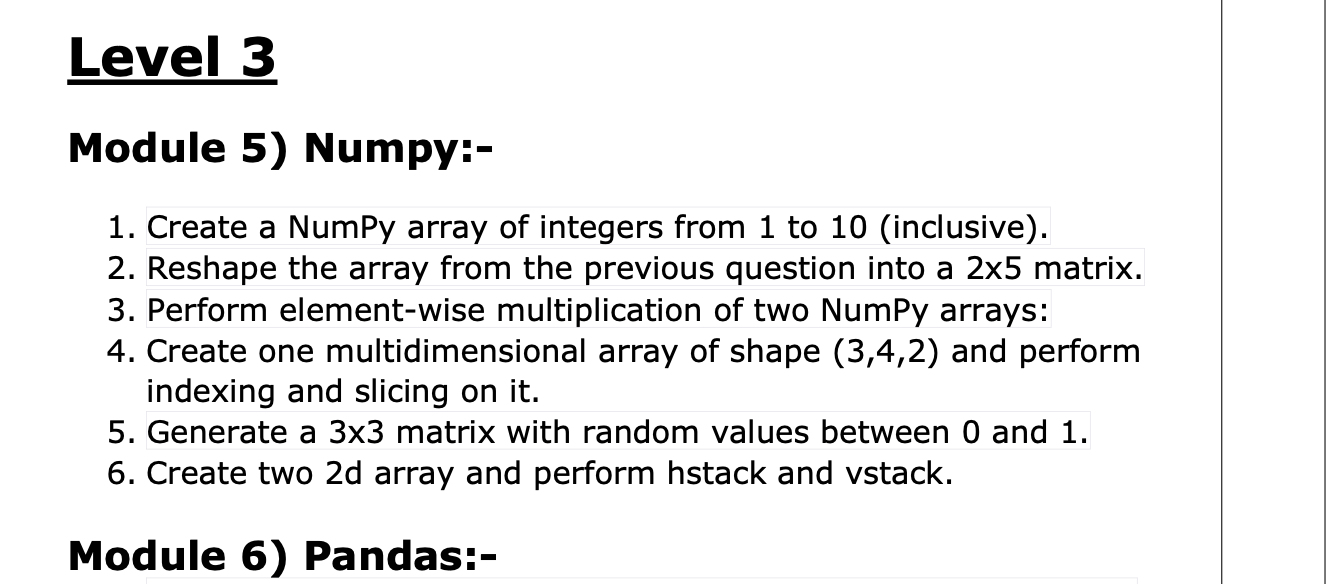 Level 3
Module 5) Numpy:-
1. Create a NumPy array of integers from 1 to 10 (inclusive).
2. Reshape the array from the previous question into a 2x5 matrix.
3. Perform element-wise multiplication of two NumPy arrays:
4. Create one multidimensional array of shape (3,4,2) and perform
indexing and slicing on it.
5. Generate a 3x3 matrix with random values between 0 and 1.
6. Create two 2d array and perform hstack and vstack.
Module 6) Pandas:-